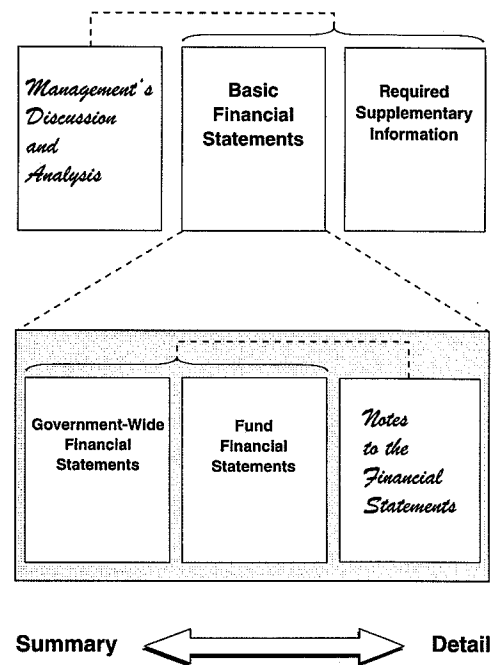 Management's
Discussion
and
Analysis
Basic
Financial
Statements
Required
Supplementary
Information
Government-Wide
Financial
Statements
Fund
Financial
Statements
Notes
to the
Financial
Statements
Summary
Detail